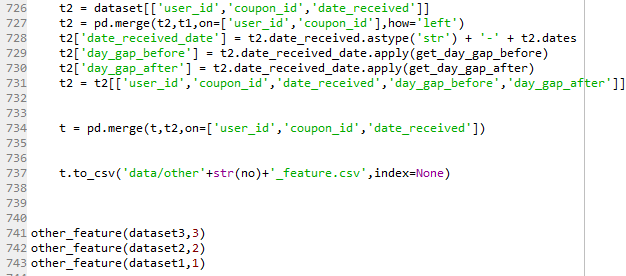 726 t2 = dataset[['user_id','coupon_id','date_received']]
727 t2 = pd.merge(t2,t1,on=['user_id','coupon_id'],how='left')
728 t2['date_received_date'] = t2.date_received.astype('str') + '-' + t2.dates
729 t2['day_gap_before'] = t2.date_received_date.apply(get_day_gap_before)
730 t2['day_gap_after'] = t2.date_received_date.apply(get_day_gap_after)
731 t2 = t2[['user_id','coupon_id','date_received','day_gap_before','day_gap_after']]
732
733
734 t = pd.merge(t,t2,on=['user_id','coupon_id','date_received'])
735
736
737 t.to_csv('data/other'+str(no)+'_feature.csv',index=None)
738
739
740
741 other_feature(dataset3,3)
742 other_feature(dataset2,2)
743 other_feature(dataset1,1)